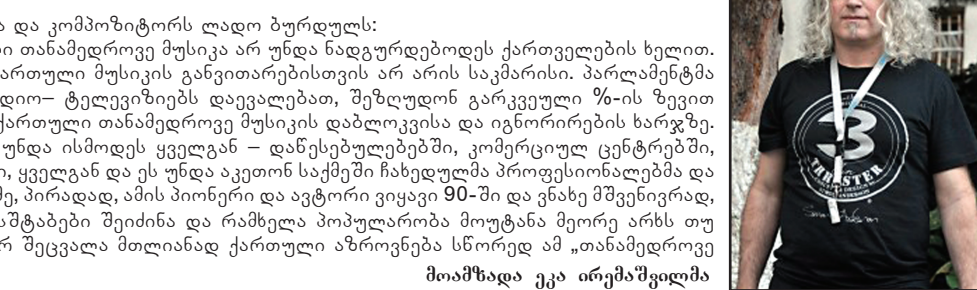 და კომპოზიტორს ლადო ბურდულს:
თანამედროვე მუსიკა არ უნდა ნადგურდებოდეს ქართველების ხელით.
ართული მუსიკის განვითარებისთვის არ არის საკმარისი. პარლამენტმა
დიო– ტელევიზიებს დაევალებათ, შეზღუდონ გარკვეული %-ის ზევით
ქართული თანამედროვე მუსიკის დაბლოკვისა და იგნორირების ხარჯზე.
უნდა ისმოდეს ყველგან – დაწესებულებებში, კომერციულ ცენტრებში,
ყველგან და ეს უნდა აკეთონ საქმეში ჩახედულმა პროფესიონალებმა და
მე, პირადად, ამის პიონერი და ავტორი ვიყავი 90-ში და ვნახე მშვენივრად,
სშტაბები შეიძინა და რამხელა პოპულარობა მოუტანა მეორე არხს თუ
რ შეცვალა მთლიანად ქართული აზროვნება სწორედ ამ „თანამედროვე
მოამზადა ეკა ირემაშვილმა
3
THRUSTER